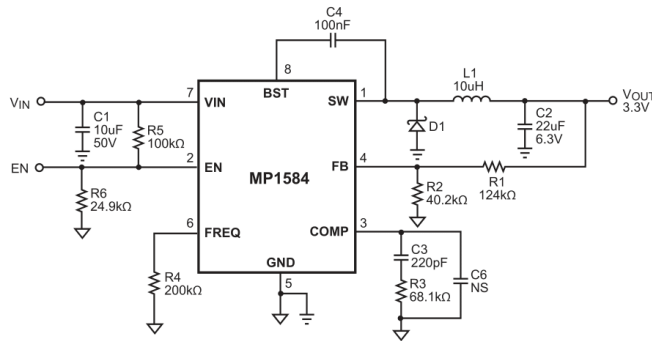 C4
100nF
8
BST
VIN
7
VIN
C1
10uF
50V
R5
100kΩ
EN
2
EN
R6
24.9kΩ
6
FREQ
R4
200kΩ
MP1584
GND
5
SW
1
L1
10uH
VOUT
3.3V
D1
C2
22uF
6.3V
FB
4
R2
40.2kΩ
R1
124kΩ
COMP
3
C3
220pF
R3
68.1kΩ
C6
NS